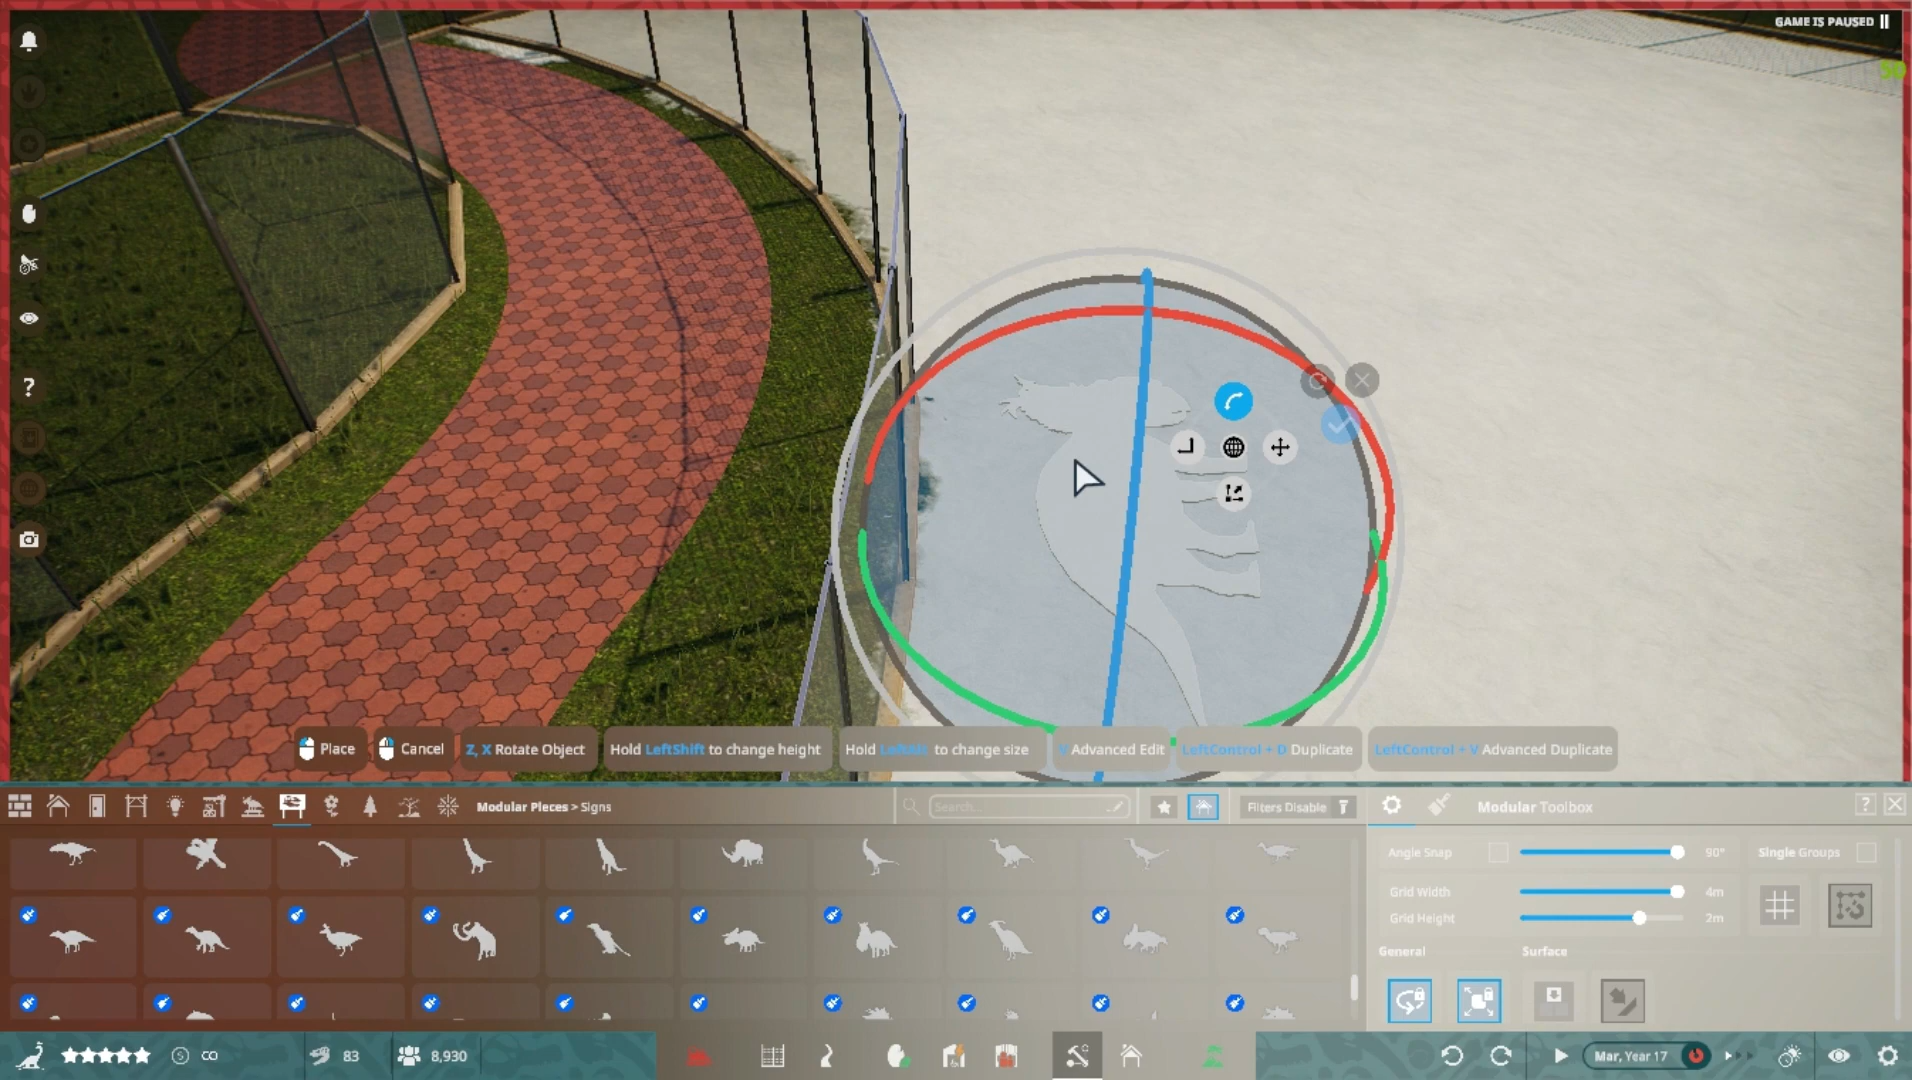 GAME IS PAUSED
50
?
Place
Cancel
Z, X Rotate Object
Hold LeftShift to change height
Hold LeftAlt to change size
V Advanced Edit
LeftControl + D Duplicate
LeftControl + V Advanced Duplicate
Modular Pieces > Signs
Search...
Filters Disable
Modular Toolbox
?
Angle Snap
90°
Single Groups
Grid Width
4m
Grid Height
2m
General
Surface
83
8,930
Mar, Year 17